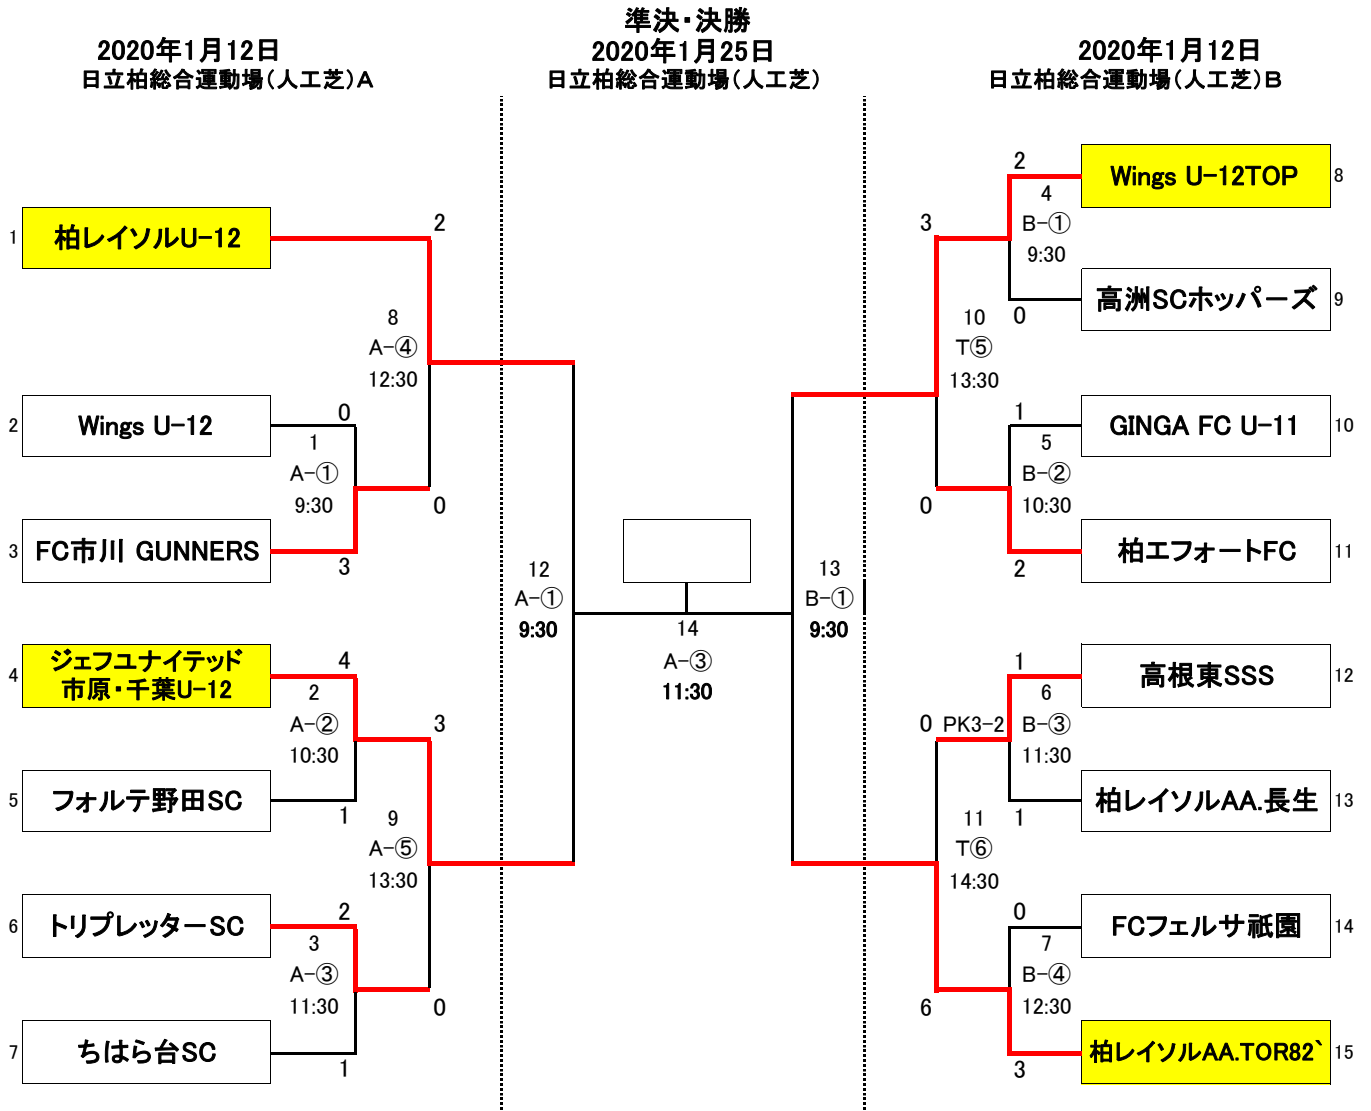 準決・決勝
2020年1月12日
2020年1月25日
2020年1月12日
日立柏総合運動場（人工芝）A
日立柏総合運動場（人工芝）
日立柏総合運動場（人工芝）B
1 柏レイソルU-12
2
8
A-④
12:30
2 Wings U-12
0
1
A-①
9:30
3 FC市川 GUNNERS
3
0
4 ジェフユナイテッド
市原・千葉U-12
4
2
A-②
10:30
3
5 フォルテ野田SC
1
9
A-⑤
13:30
6 トリプレッターSC
2
3
A-③
11:30
0
7 ちはら台SC
1
12
A-①
9:30
14
A-③
11:30
13
B-①
9:30
2
Wings U-12TOP 8
4
B-①
9:30
3
0
高洲SCホッパーズ 9
10
T⑤
13:30
1
GINGA FC U-11 10
5
B-②
10:30
0
2
柏エフォートFC 11
1
高根東SSS 12
6
B-③
11:30
0
PK3-2
1
柏レイソルAA.長生 13
11
T⑥
14:30
0
FCフェルサ祇園 14
7
B-④
12:30
6
3
柏レイソルAA.TOR82` 15